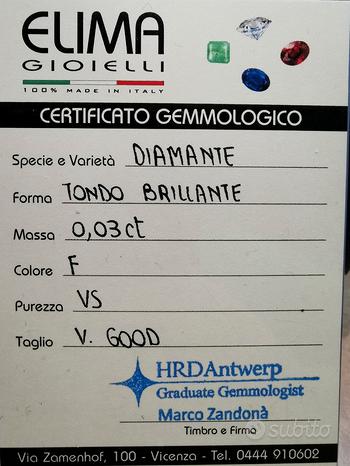 ELIMA
GIOIELLI
100% MADE IN ITALY
CERTIFICATO GEMMOLOGICO
Specie e Varietà DIAMANTE
Forma TONDO BRILLANTE
Massa 0,03ct
Colore F
Purezza VS
Taglio V. GOOD
HRDAntwerp
Graduate Gemmologist
Marco Zandonà
Timbro e Firma
subito
Via Zamenhof, 100 - Vicenza - Tel. 0444 910602